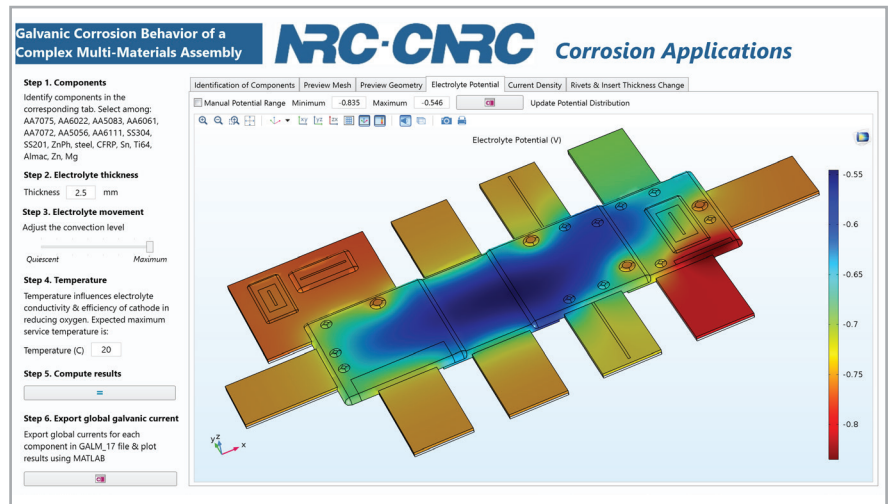 Galvanic Corrosion Behavior of a
Complex Multi-Materials Assembly
NRC·CNRC
Corrosion Applications
Step 1. Components
Identify components in the
corresponding tab. Select among:
AA7075, AA6022, AA5083, AA6061,
AA7072, AA5056, AA6111, SS304,
SS201, ZnPh, steel, CFRP, Sn, Ti64,
Almac, Zn, Mg
Step 2. Electrolyte thickness
Thickness 2.5 mm
Step 3. Electrolyte movement
Adjust the convection level
Quiescent Maximum
Step 4. Temperature
Temperature influences electrolyte
conductivity & efficiency of cathode in
reducing oxygen. Expected maximum
service temperature is:
Temperature (C) 20
Step 5. Compute results
=
Step 6. Export global galvanic current
Export global currents for each
component in GALM_17 file & plot
results using MATLAB
Identification of Components Preview Mesh Preview Geometry Electrolyte Potential Current Density Rivets & Insert Thickness Change
Manual Potential Range Minimum -0.835 Maximum -0.546 Update Potential Distribution
xy yz xz
Electrolyte Potential (V)
-0.55
-0.6
-0.65
-0.7
-0.75
-0.8
y z x